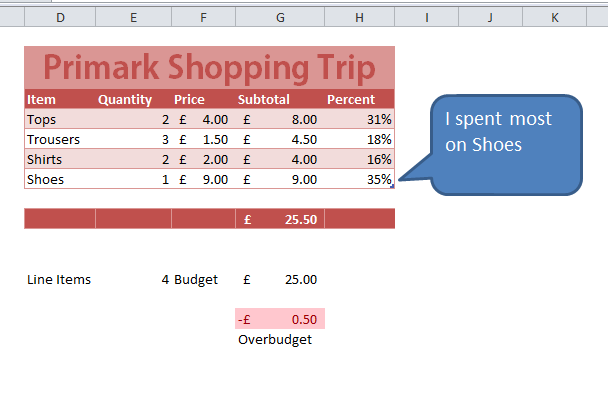 D E F G H I J K
Primark Shopping Trip
Item Quantity Price Subtotal Percent
Tops 2 £ 4.00 £ 8.00 31%
Trousers 3 £ 1.50 £ 4.50 18%
Shirts 2 £ 2.00 £ 4.00 16%
Shoes 1 £ 9.00 £ 9.00 35%
I spent most
on Shoes
£ 25.50
Line Items 4 Budget £ 25.00
-£ 0.50
Overbudget